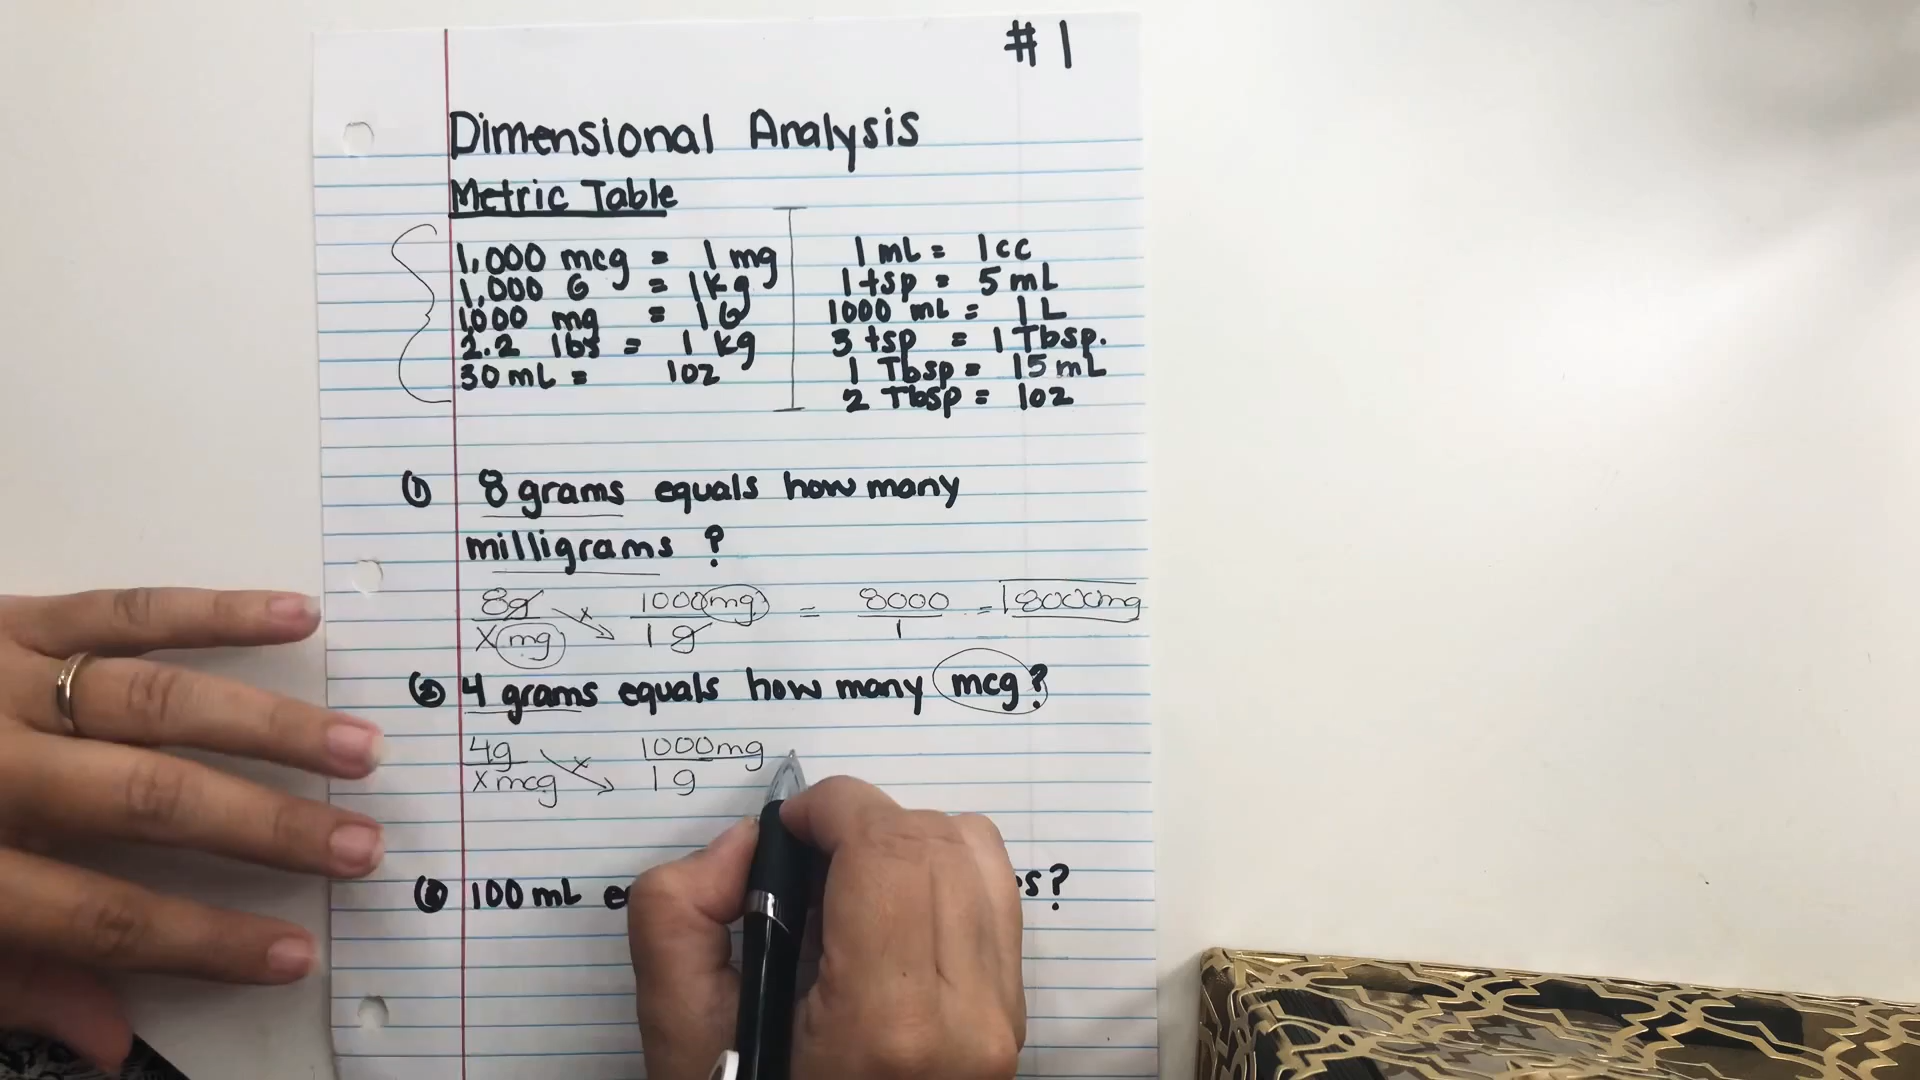 #1
Dimensional Analysis
Metric Table
1,000 mcg = 1 mg
1,000 G = 1kg
1000 mg = 1G
2.2 lbs = 1 kg
30 mL = 1oz
1 mL = 1cc
1 tsp = 5 mL
1000 mL = 1L
3 tsp = 1 Tbsp.
1 Tbsp = 15 mL
2 Tbsp = 1oz
① 8 grams equals how many
milligrams ?
8g x 1000mg = 8000 = 8000mg
x mg 1 g 1
② 4 grams equals how many mcg?
4g x 1000mg
x mcg 1 g
③ 100 mL